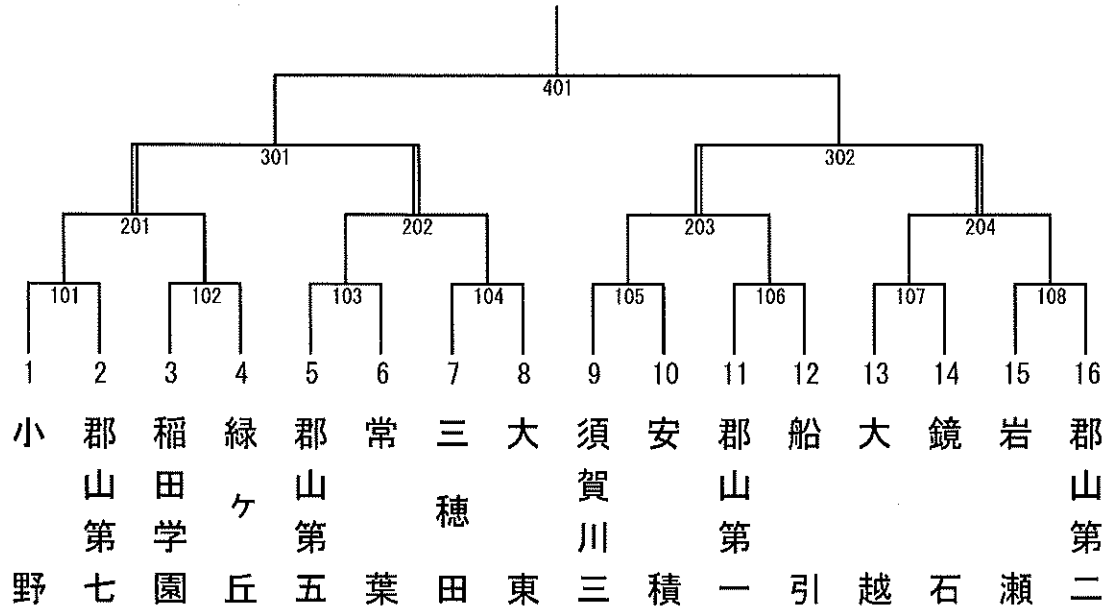 401
301 302
201 202 203 204
101 102 103 104 105 106 107 108
1 2 3 4 5 6 7 8 9 10 11 12 13 14 15 16
小野
郡山第七
稲田学園
緑ヶ丘
郡山第五
常葉
三穂田
大東
須賀川三
安積
郡山第一
船引
大越
鏡石
岩瀬
郡山第二